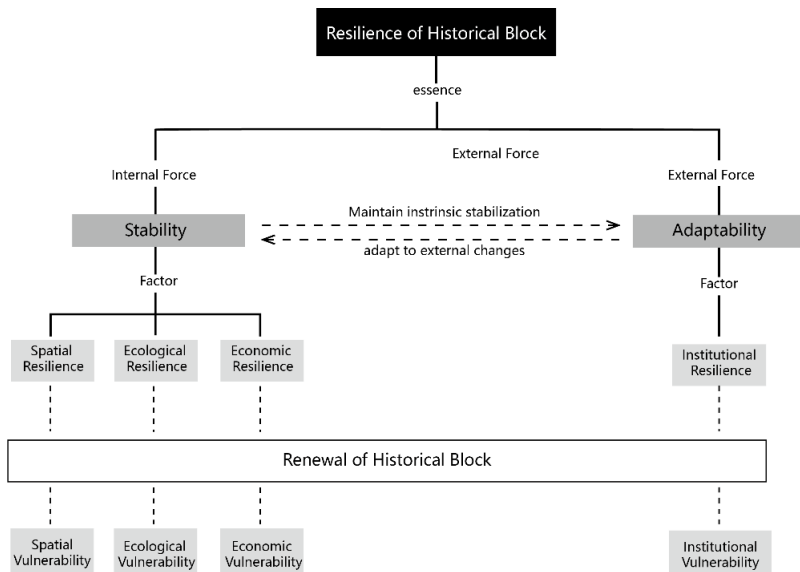 Resilience of Historical Block
essence
External Force
Internal Force
External Force
Maintain instrinsic stabilization
Stability
Adaptability
adapt to external changes
Factor
Factor
Spatial
Resilience
Ecological
Resilience
Economic
Resilience
Institutional
Resilience
Renewal of Historical Block
Spatial
Vulnerability
Ecological
Vulnerability
Economic
Vulnerability
Institutional
Vulnerability